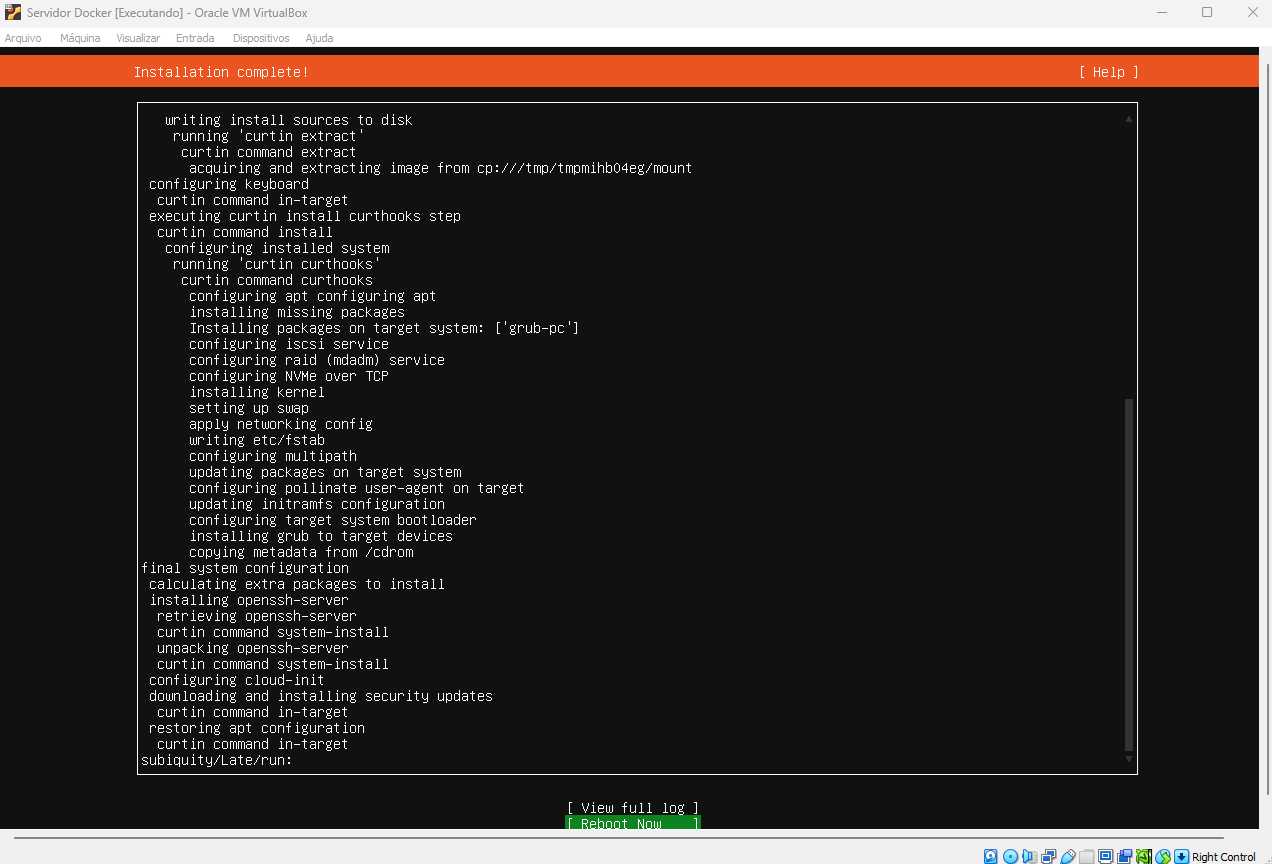 Servidor Docker [Executando] - Oracle VM VirtualBox
Arquivo Máquina Visualizar Entrada Dispositivos Ajuda
Installation complete! [ Help ]
writing install sources to disk
running 'curtin extract'
curtin command extract
acquiring and extracting image from cp:///tmp/tmpmihb04eg/mount
configuring keyboard
curtin command in-target
executing curtin install curthooks step
curtin command install
configuring installed system
running 'curtin curthooks'
curtin command curthooks
configuring apt configuring apt
installing missing packages
Installing packages on target system: ['grub-pc']
configuring iscsi service
configuring raid (mdadm) service
configuring NVMe over TCP
installing kernel
setting up swap
apply networking config
writing etc/fstab
configuring multipath
updating packages on target system
configuring pollinate user-agent on target
updating initramfs configuration
configuring target system bootloader
installing grub to target devices
copying metadata from /cdrom
final system configuration
calculating extra packages to install
installing openssh-server
retrieving openssh-server
curtin command system-install
unpacking openssh-server
curtin command system-install
configuring cloud-init
downloading and installing security updates
curtin command in-target
restoring apt configuration
curtin command in-target
subiquity/Late/run:
[ View full log ]
[ Reboot Now ]
Right Control